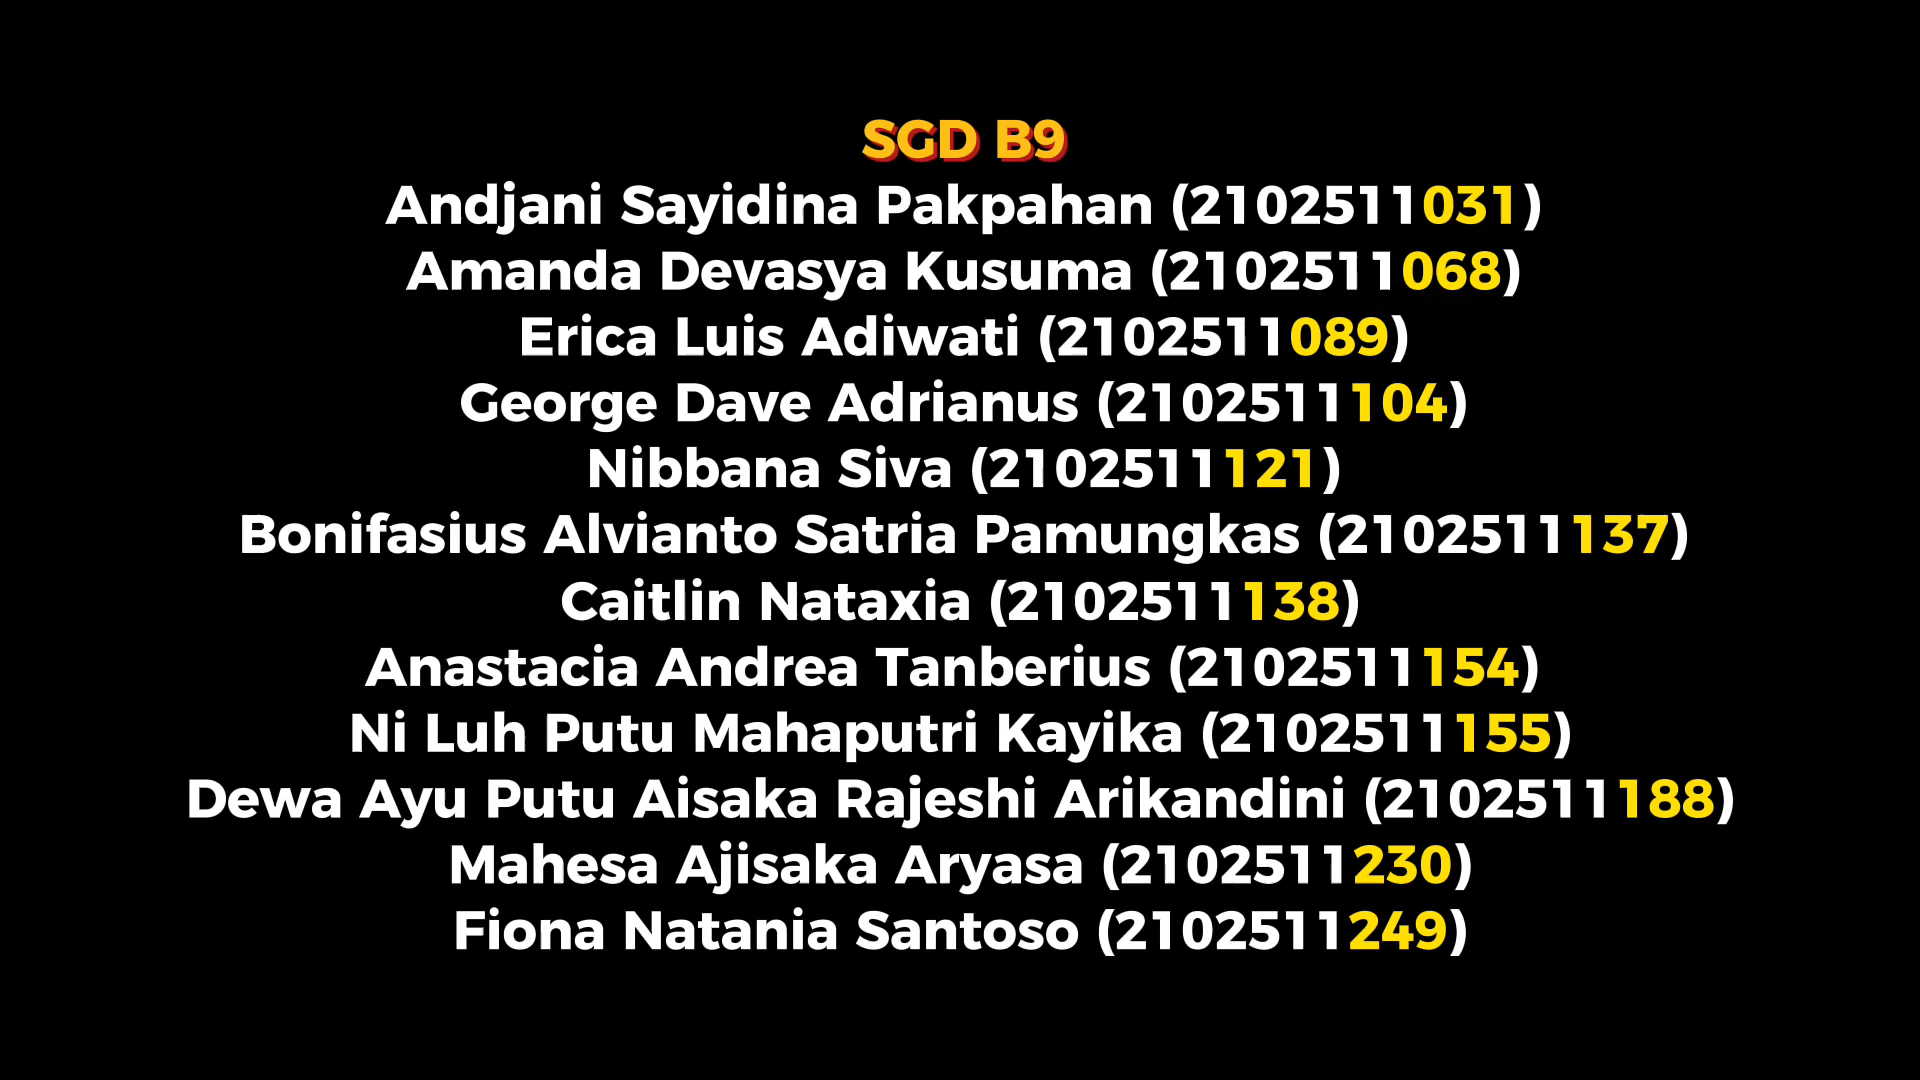 SGD B9
Andjani Sayidina Pakpahan (2102511031)
Amanda Devasya Kusuma (2102511068)
Erica Luis Adiwati (2102511089)
George Dave Adrianus (2102511104)
Nibbana Siva (2102511121)
Bonifasius Alvianto Satria Pamungkas (2102511137)
Caitlin Nataxia (2102511138)
Anastacia Andrea Tanberius (2102511154)
Ni Luh Putu Mahaputri Kayika (2102511155)
Dewa Ayu Putu Aisaka Rajeshi Arikandini (2102511188)
Mahesa Ajisaka Aryasa (2102511230)
Fiona Natania Santoso (2102511249)